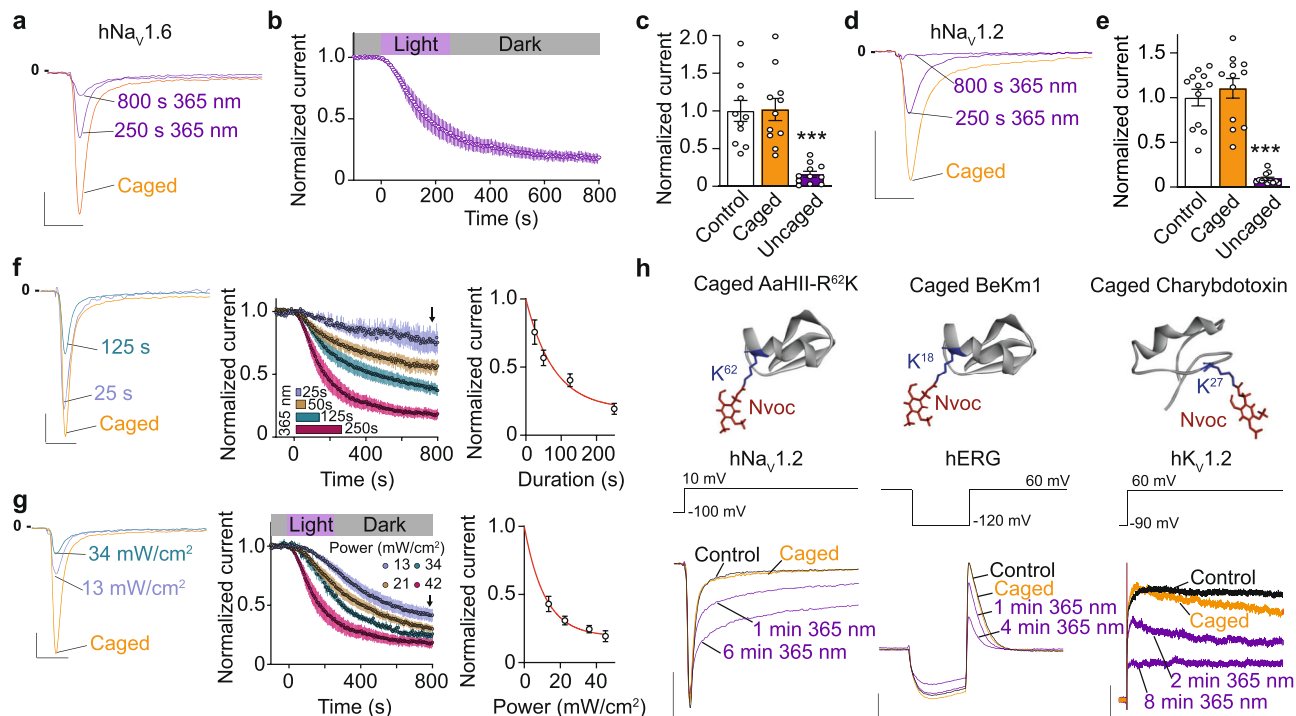 a
hNaV1.6
0
800 s 365 nm
250 s 365 nm
Caged
b
Light
Dark
Normalized current
1.0
0.5
0
0
200
400
600
800
Time (s)
c
Normalized current
2.0
1.5
1.0
0.5
0
***
Control
Caged
Uncaged
d
hNaV1.2
0
800 s 365 nm
250 s 365 nm
Caged
e
Normalized current
1.5
1.0
0.5
0
***
Control
Caged
Uncaged
f
0
125 s
25 s
Caged
Normalized current
1.0
0.5
0
365 nm
25s
50s
125s
250s
0
200
400
600
800
Time (s)
Normalized current
1.0
0.5
0
0
100
200
Duration (s)
g
0
34 mW/cm²
13 mW/cm²
Caged
Light
Dark
Power (mW/cm²)
13
34
21
42
Normalized current
1.0
0.5
0
0
200
400
600
800
Time (s)
Normalized current
1.0
0.5
0
0
20
40
Power (mW/cm²)
h
Caged AaHII-R⁶²K
K⁶²
Nvoc
hNaV1.2
10 mV
-100 mV
Control
Caged
1 min 365 nm
6 min 365 nm
Caged BeKm1
K¹⁸
Nvoc
hERG
60 mV
-120 mV
Control
Caged
1 min 365 nm
4 min 365 nm
Caged Charybdotoxin
K²⁷
Nvoc
hKV1.2
60 mV
-90 mV
Control
Caged
2 min 365 nm
8 min 365 nm